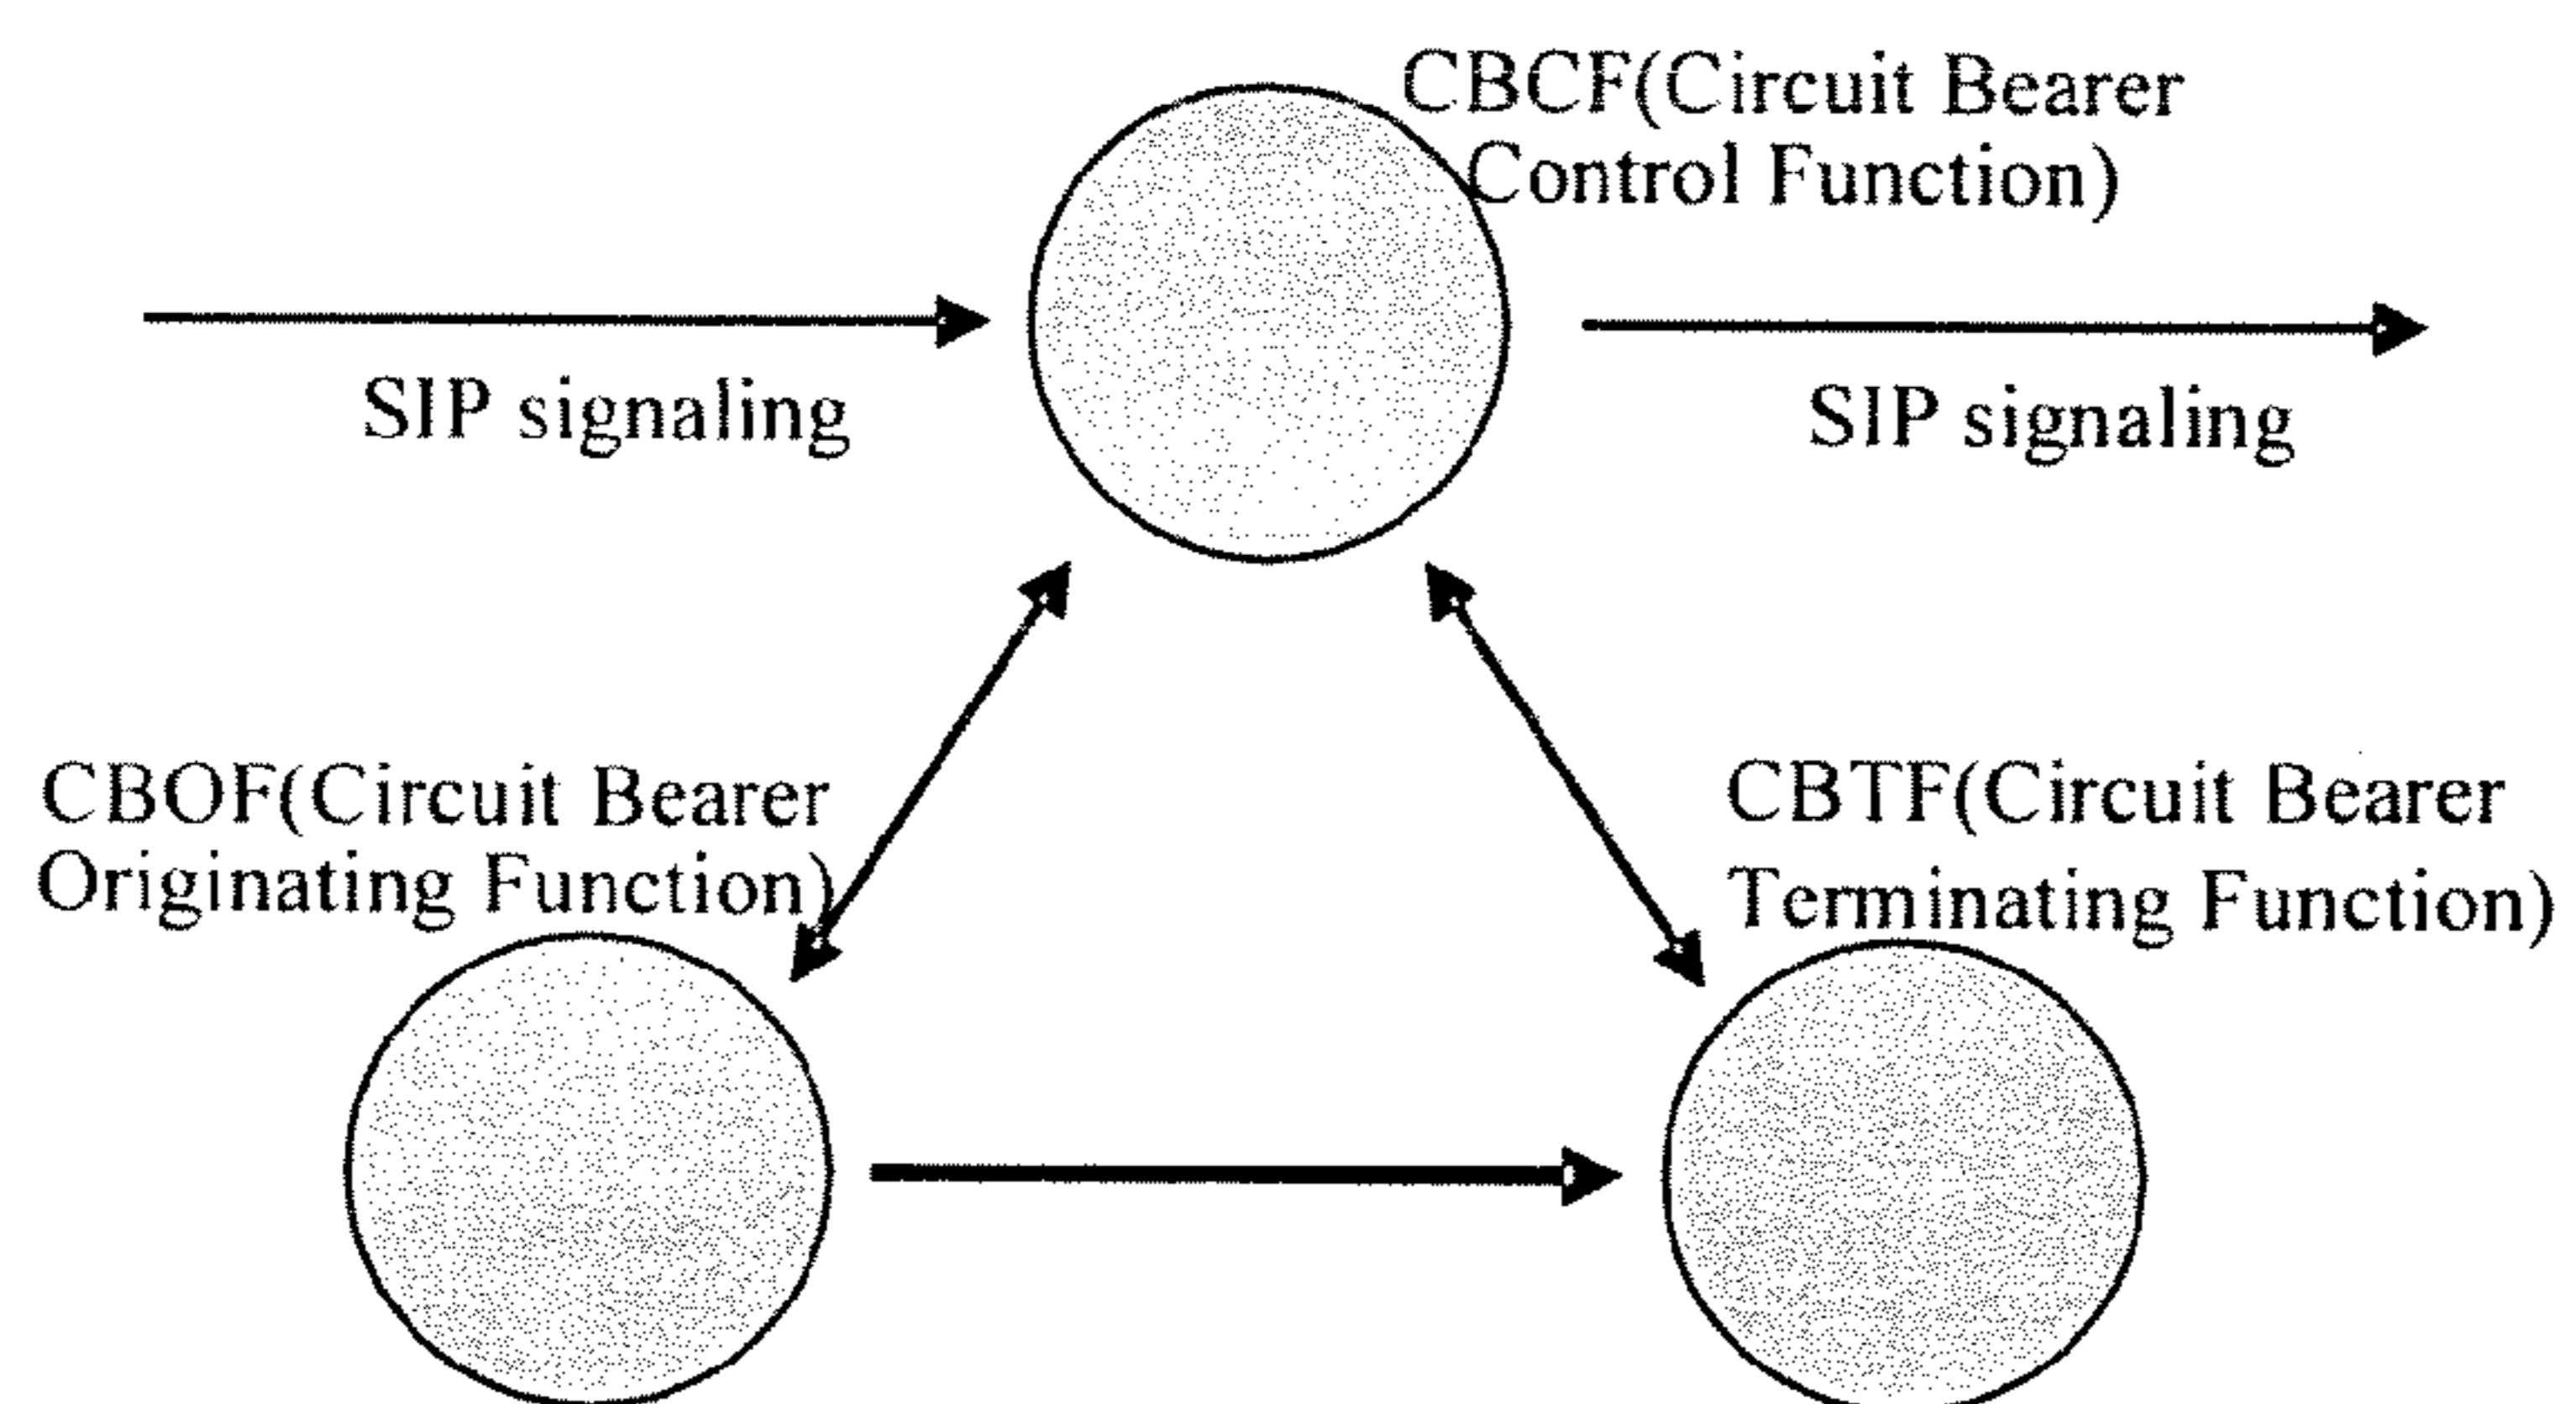 CBCF(Circuit Bearer
Control Function)
SIP signaling
SIP signaling
CBOF(Circuit Bearer
Originating Function)
CBTF(Circuit Bearer
Terminating Function)